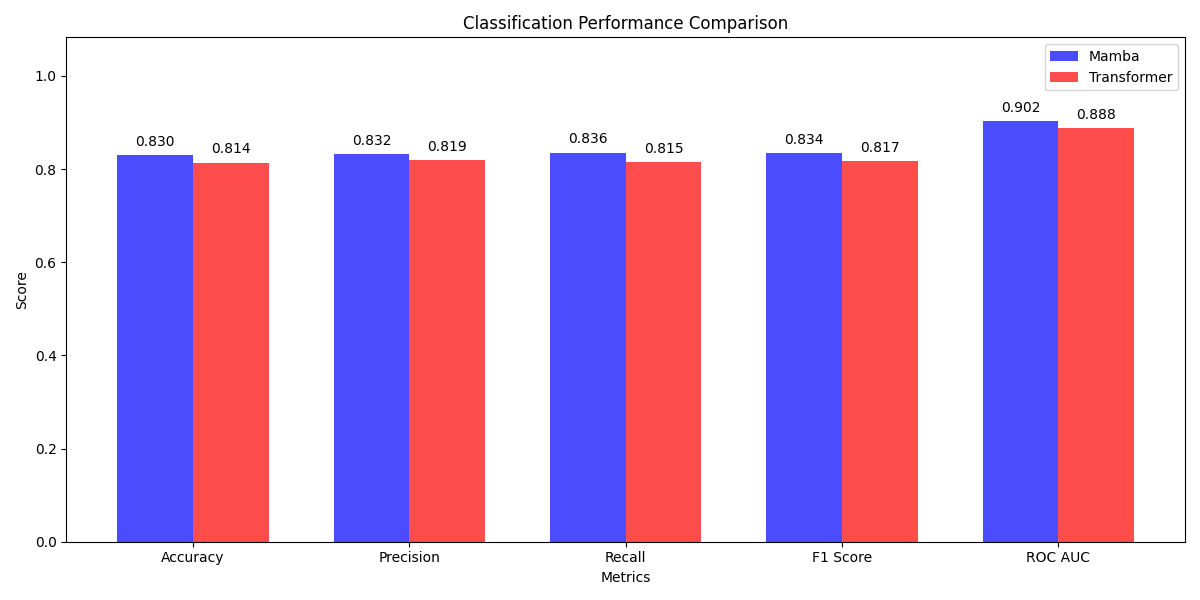 Classification Performance Comparison
Mamba
Transformer
1.0
0.8
0.6
0.4
0.2
0.0
Score
0.830
0.814
0.832
0.819
0.836
0.815
0.834
0.817
0.902
0.888
Accuracy
Precision
Recall
F1 Score
ROC AUC
Metrics